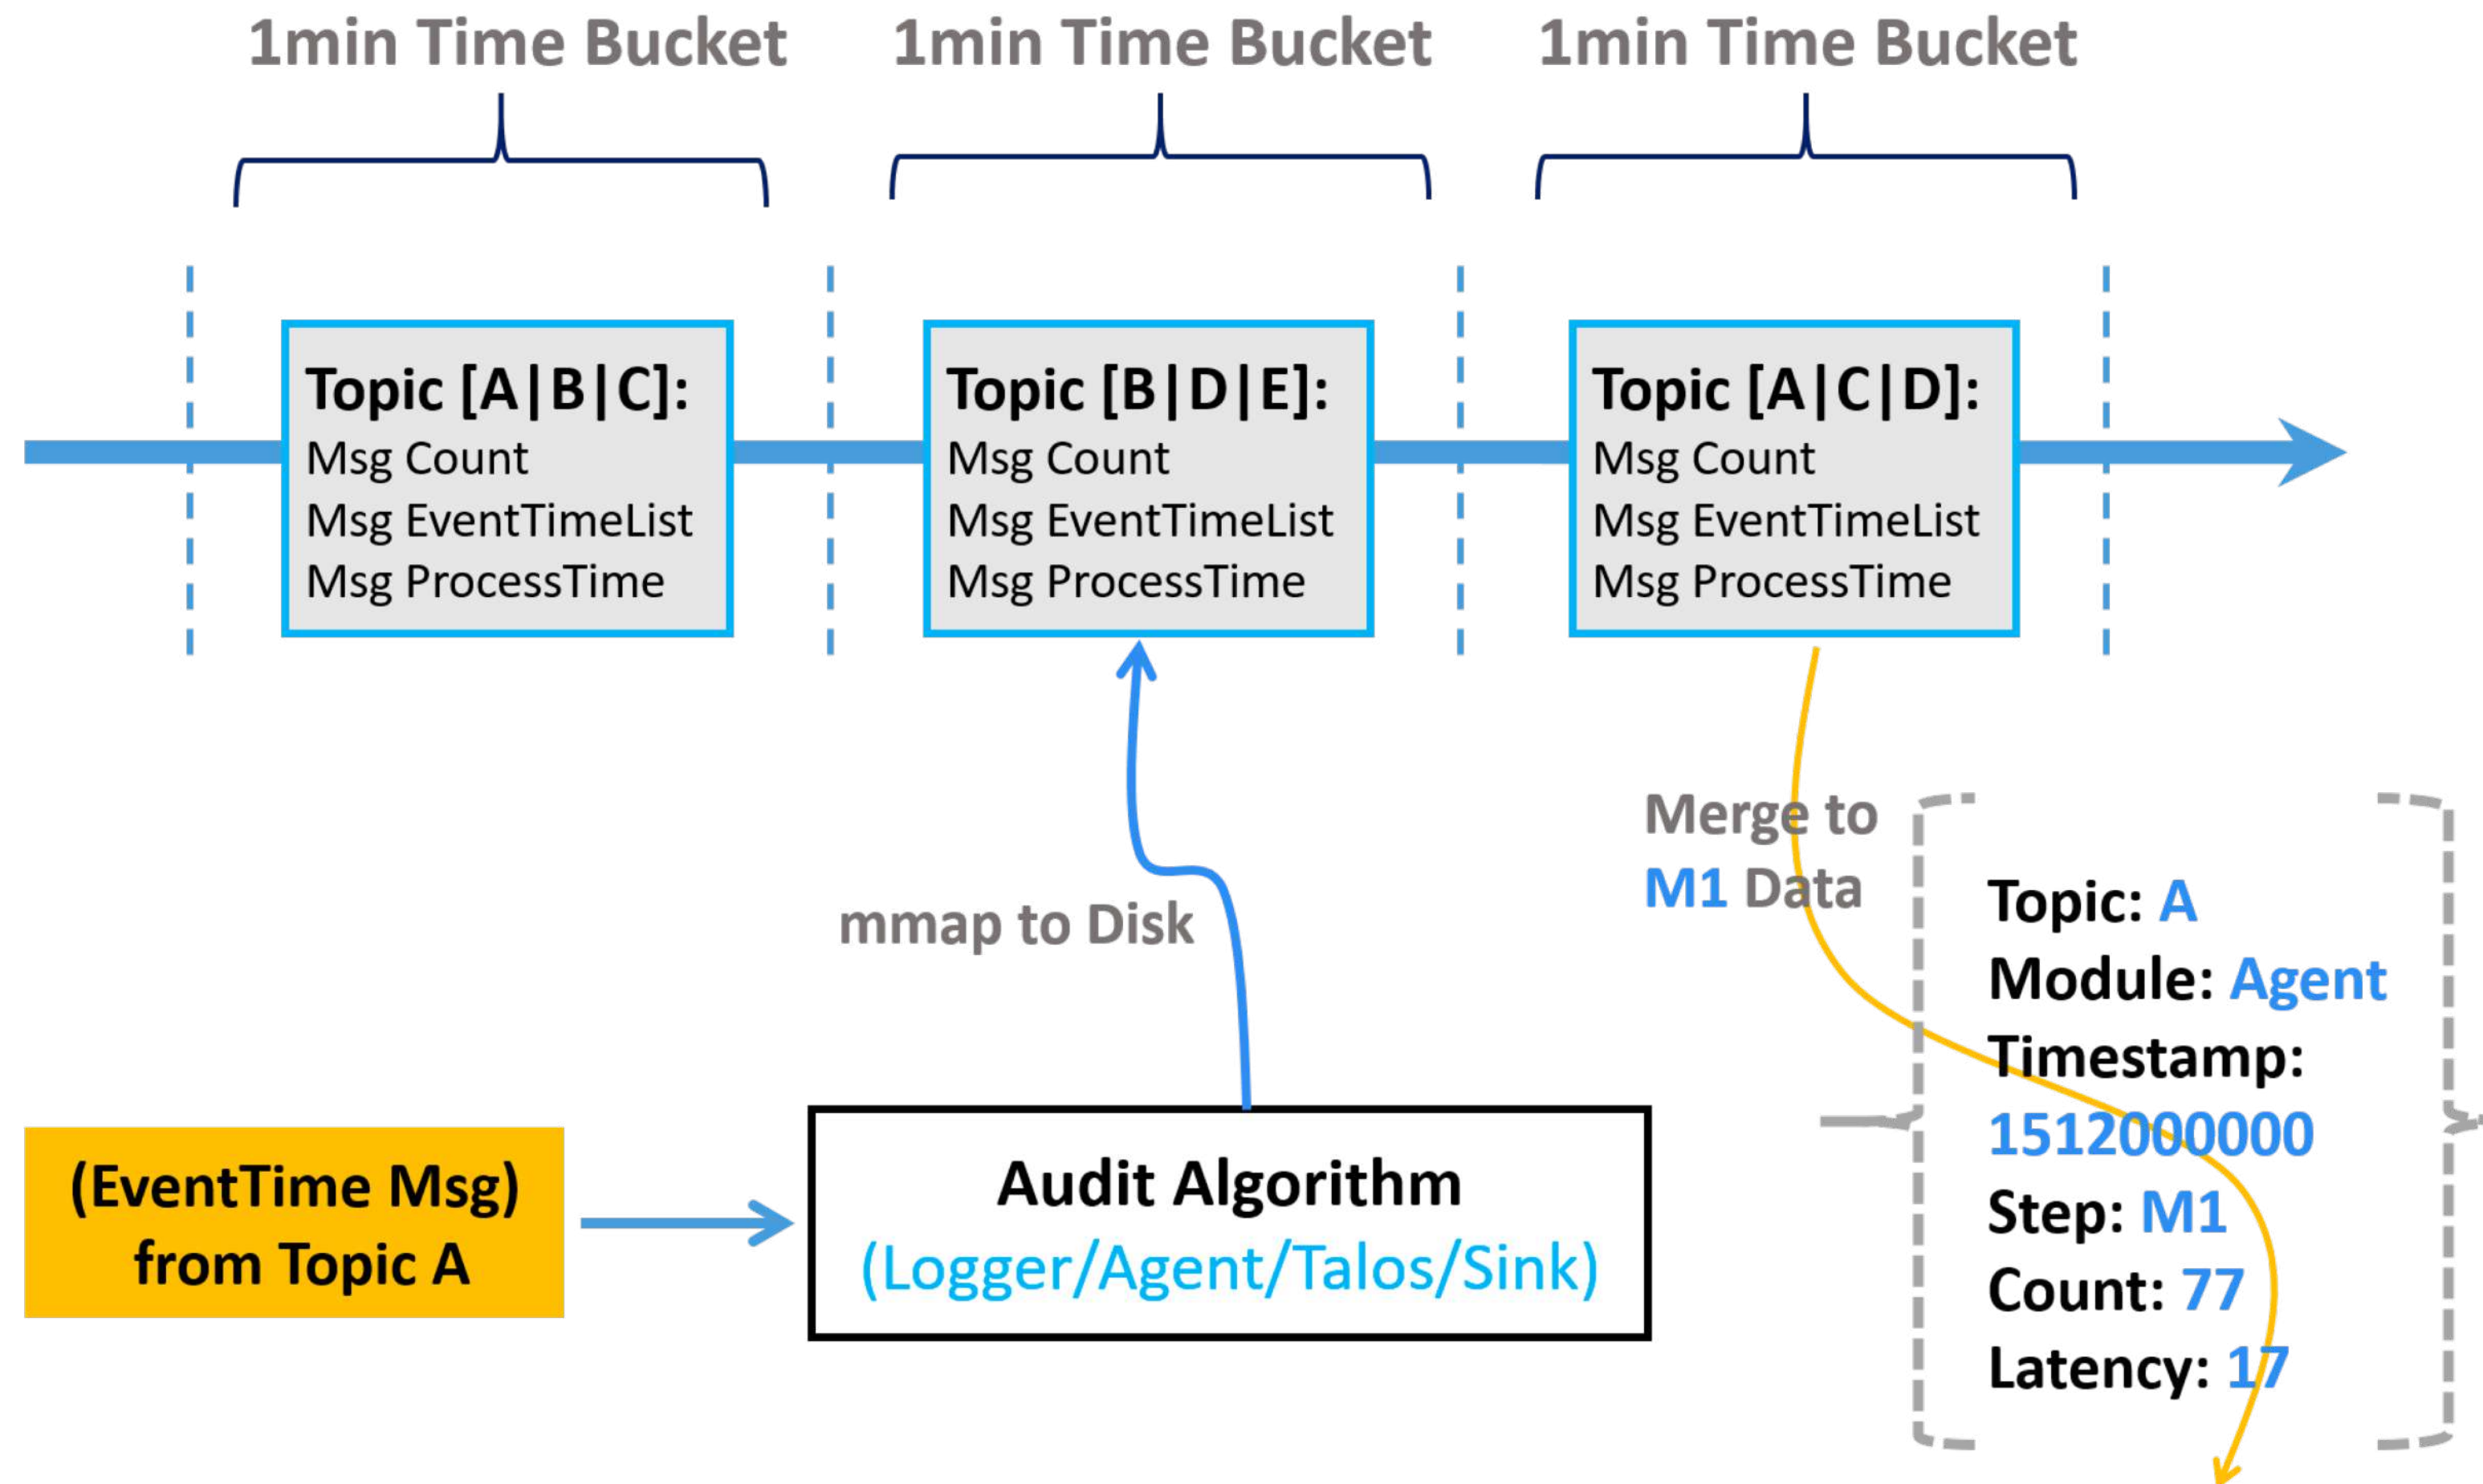 1min Time Bucket
1min Time Bucket
1min Time Bucket
Topic [A|B|C]:
Msg Count
Msg EventTimeList
Msg ProcessTime
Topic [B|D|E]:
Msg Count
Msg EventTimeList
Msg ProcessTime
Topic [A|C|D]:
Msg Count
Msg EventTimeList
Msg ProcessTime
mmap to Disk
Merge to
M1 Data
(EventTime Msg)
from Topic A
Audit Algorithm
(Logger/Agent/Talos/Sink)
Topic: A
Module: Agent
Timestamp:
1512000000
Step: M1
Count: 77
Latency: 17